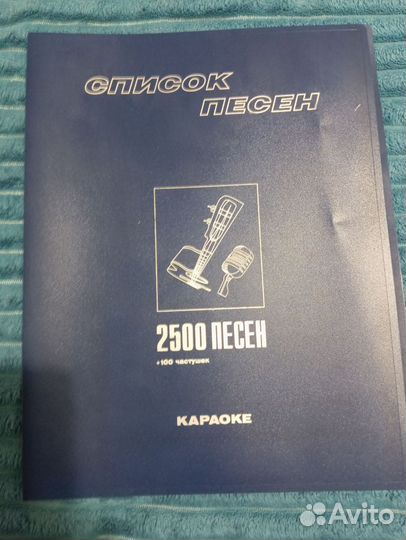 СПИСОК
ПЕСЕН
2500 ПЕСЕН
+100 частушек
КАРАОКЕ
Avito